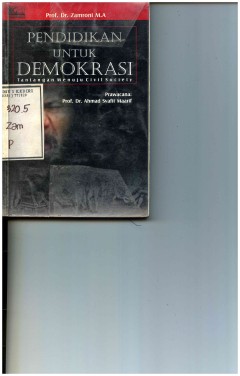 Prof. Dr. Zamroni M.A
PENDIDIKAN
UNTUK
DEMOKRASI
Tantangan Menuju Civil Society
Prawacana:
Prof. Dr. Ahmad Syafii Maarif
320.5
Zam
p